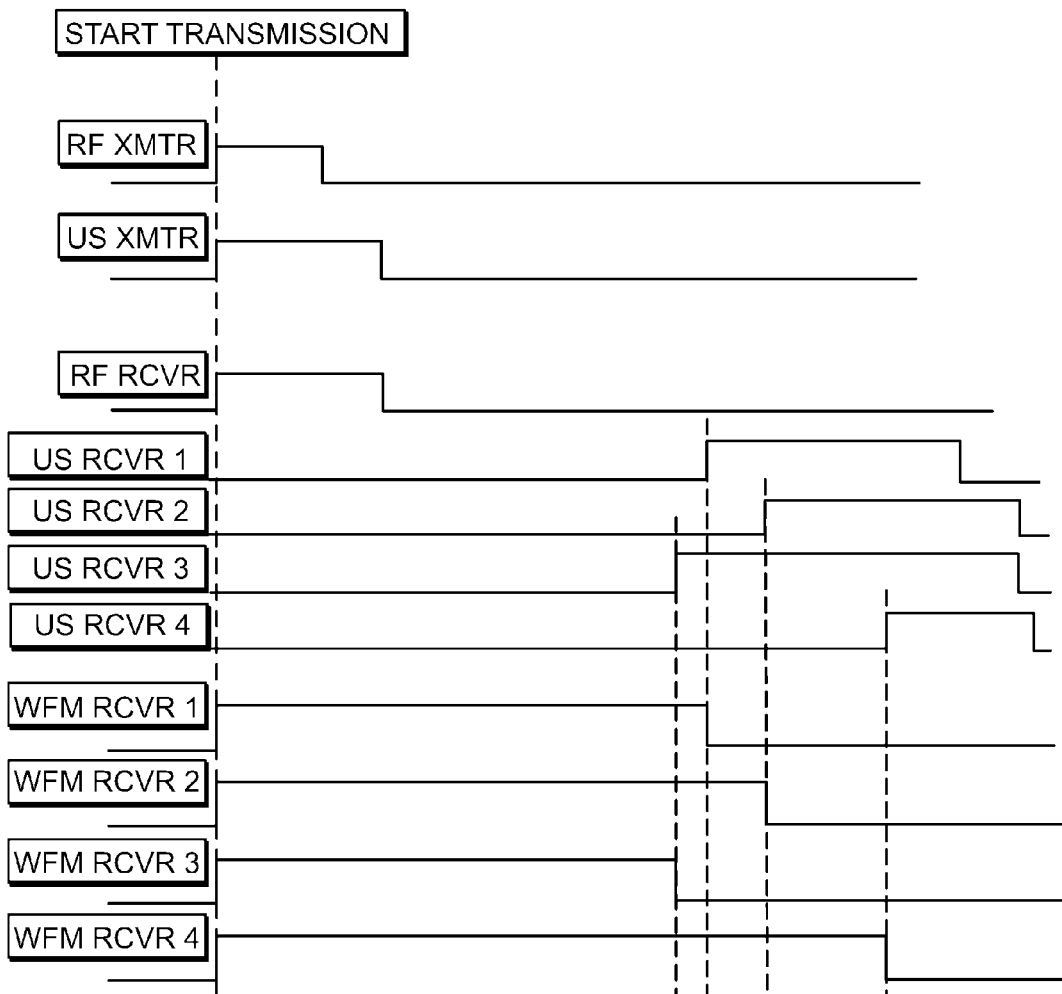 START TRANSMISSION
RF XMTR
US XMTR
RF RCVR
US RCVR 1
US RCVR 2
US RCVR 3
US RCVR 4
WFM RCVR 1
WFM RCVR 2
WFM RCVR 3
WFM RCVR 4